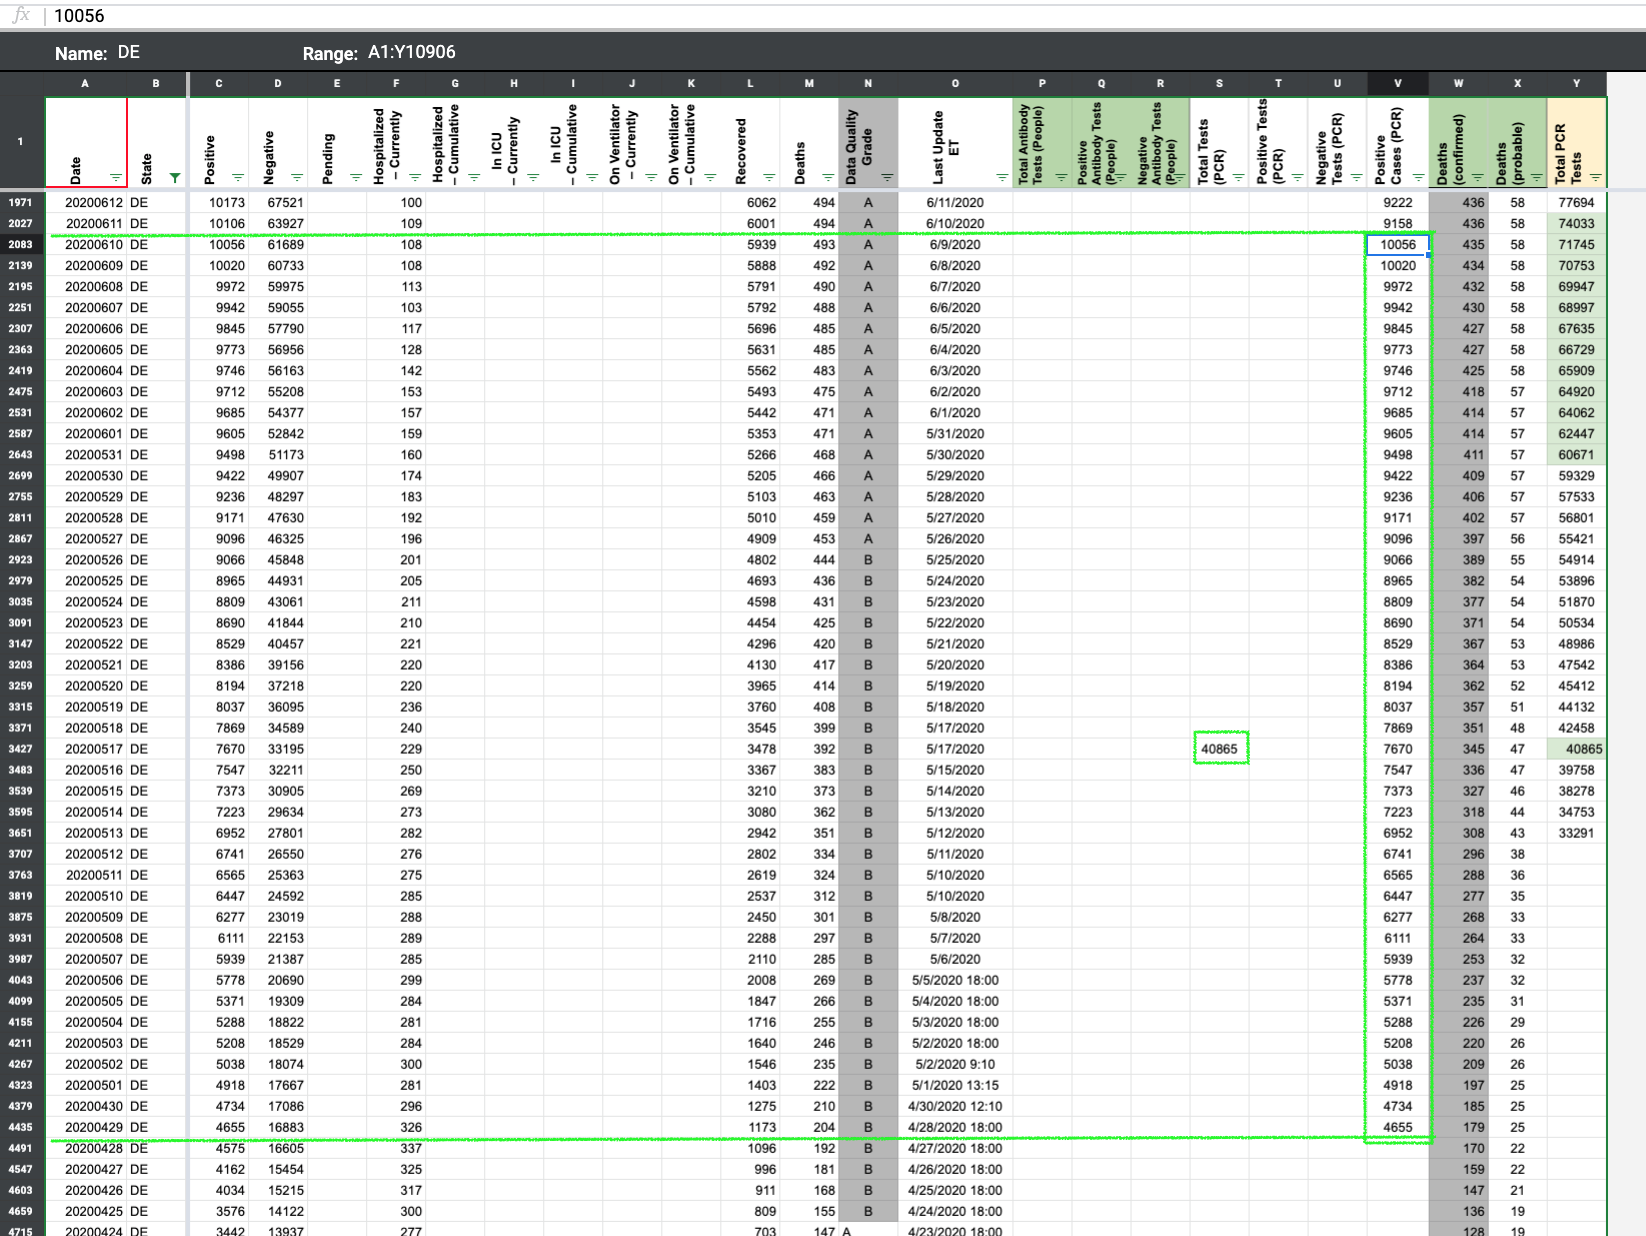 fx 10056
Name: DE Range: A1:Y10906
A B C D E F G H I J K L M N O P Q R S T U V W X Y
1 Date State Positive Negative Pending Hospitalized – Currently Hospitalized – Cumulative In ICU – Currently In ICU – Cumulative On Ventilator – Currently On Ventilator – Cumulative Recovered Deaths Data Quality Grade Last Update ET Total Antibody Tests (People) Positive Antibody Tests (People) Negative Antibody Tests (People) Total Tests (PCR) Positive Tests (PCR) Negative Tests (PCR) Positive Cases (PCR) Deaths (confirmed) Deaths (probable) Total PCR Tests
1971 20200612 DE 10173 67521 100 6062 494 A 6/11/2020 9222 436 58 77694
2027 20200611 DE 10106 63927 109 6001 494 A 6/10/2020 9158 436 58 74033
2083 20200610 DE 10056 61689 108 5939 493 A 6/9/2020 10056 435 58 71745
2139 20200609 DE 10020 60733 108 5888 492 A 6/8/2020 10020 434 58 70753
2195 20200608 DE 9972 59975 113 5791 490 A 6/7/2020 9972 432 58 69947
2251 20200607 DE 9942 59055 103 5792 488 A 6/6/2020 9942 430 58 68997
2307 20200606 DE 9845 57790 117 5696 485 A 6/5/2020 9845 427 58 67635
2363 20200605 DE 9773 56956 128 5631 485 A 6/4/2020 9773 427 58 66729
2419 20200604 DE 9746 56163 142 5562 483 A 6/3/2020 9746 425 58 65909
2475 20200603 DE 9712 55208 153 5493 475 A 6/2/2020 9712 418 57 64920
2531 20200602 DE 9685 54377 157 5442 471 A 6/1/2020 9685 414 57 64062
2587 20200601 DE 9605 52842 159 5353 471 A 5/31/2020 9605 414 57 62447
2643 20200531 DE 9498 51173 160 5266 468 A 5/30/2020 9498 411 57 60671
2699 20200530 DE 9422 49907 174 5205 466 A 5/29/2020 9422 409 57 59329
2755 20200529 DE 9236 48297 183 5103 463 A 5/28/2020 9236 406 57 57533
2811 20200528 DE 9171 47630 192 5010 459 A 5/27/2020 9171 402 57 56801
2867 20200527 DE 9096 46325 196 4909 453 A 5/26/2020 9096 397 56 55421
2923 20200526 DE 9066 45848 201 4802 444 B 5/25/2020 9066 389 55 54914
2979 20200525 DE 8965 44931 205 4693 436 B 5/24/2020 8965 382 54 53896
3035 20200524 DE 8809 43061 211 4598 431 B 5/23/2020 8809 377 54 51870
3091 20200523 DE 8690 41844 210 4454 425 B 5/22/2020 8690 371 54 50534
3147 20200522 DE 8529 40457 221 4296 420 B 5/21/2020 8529 367 53 48986
3203 20200521 DE 8386 39156 220 4130 417 B 5/20/2020 8386 364 53 47542
3259 20200520 DE 8194 37218 220 3965 414 B 5/19/2020 8194 362 52 45412
3315 20200519 DE 8037 36095 236 3760 408 B 5/18/2020 8037 357 51 44132
3371 20200518 DE 7869 34589 240 3545 399 B 5/17/2020 7869 351 48 42458
3427 20200517 DE 7670 33195 229 3478 392 B 5/17/2020 40865 7670 345 47 40865
3483 20200516 DE 7547 32211 250 3367 383 B 5/15/2020 7547 336 47 39758
3539 20200515 DE 7373 30905 269 3210 373 B 5/14/2020 7373 327 46 38278
3595 20200514 DE 7223 29634 273 3080 362 B 5/13/2020 7223 318 44 34753
3651 20200513 DE 6952 27801 282 2942 351 B 5/12/2020 6952 308 43 33291
3707 20200512 DE 6741 26550 276 2802 334 B 5/11/2020 6741 296 38
3763 20200511 DE 6565 25363 275 2619 324 B 5/10/2020 6565 288 36
3819 20200510 DE 6447 24592 285 2537 312 B 5/10/2020 6447 277 35
3875 20200509 DE 6277 23019 288 2450 301 B 5/8/2020 6277 268 33
3931 20200508 DE 6111 22153 289 2288 297 B 5/7/2020 6111 264 33
3987 20200507 DE 5939 21387 285 2110 285 B 5/6/2020 5939 253 32
4043 20200506 DE 5778 20690 299 2008 269 B 5/5/2020 18:00 5778 237 32
4099 20200505 DE 5371 19309 284 1847 266 B 5/4/2020 18:00 5371 235 31
4155 20200504 DE 5288 18822 281 1716 255 B 5/3/2020 18:00 5288 226 29
4211 20200503 DE 5208 18529 284 1640 246 B 5/2/2020 18:00 5208 220 26
4267 20200502 DE 5038 18074 300 1546 235 B 5/2/2020 9:10 5038 209 26
4323 20200501 DE 4918 17667 281 1403 222 B 5/1/2020 13:15 4918 197 25
4379 20200430 DE 4734 17086 296 1275 210 B 4/30/2020 12:10 4734 185 25
4435 20200429 DE 4655 16883 326 1173 204 B 4/28/2020 18:00 4655 179 25
4491 20200428 DE 4575 16605 337 1096 192 B 4/27/2020 18:00 170 22
4547 20200427 DE 4162 15454 325 996 181 B 4/26/2020 18:00 159 22
4603 20200426 DE 4034 15215 317 911 168 B 4/25/2020 18:00 147 21
4659 20200425 DE 3576 14122 300 809 155 B 4/24/2020 18:00 136 19
4715 20200424 DE 3442 13937 277 703 147 A 4/23/2020 18:00 128 19